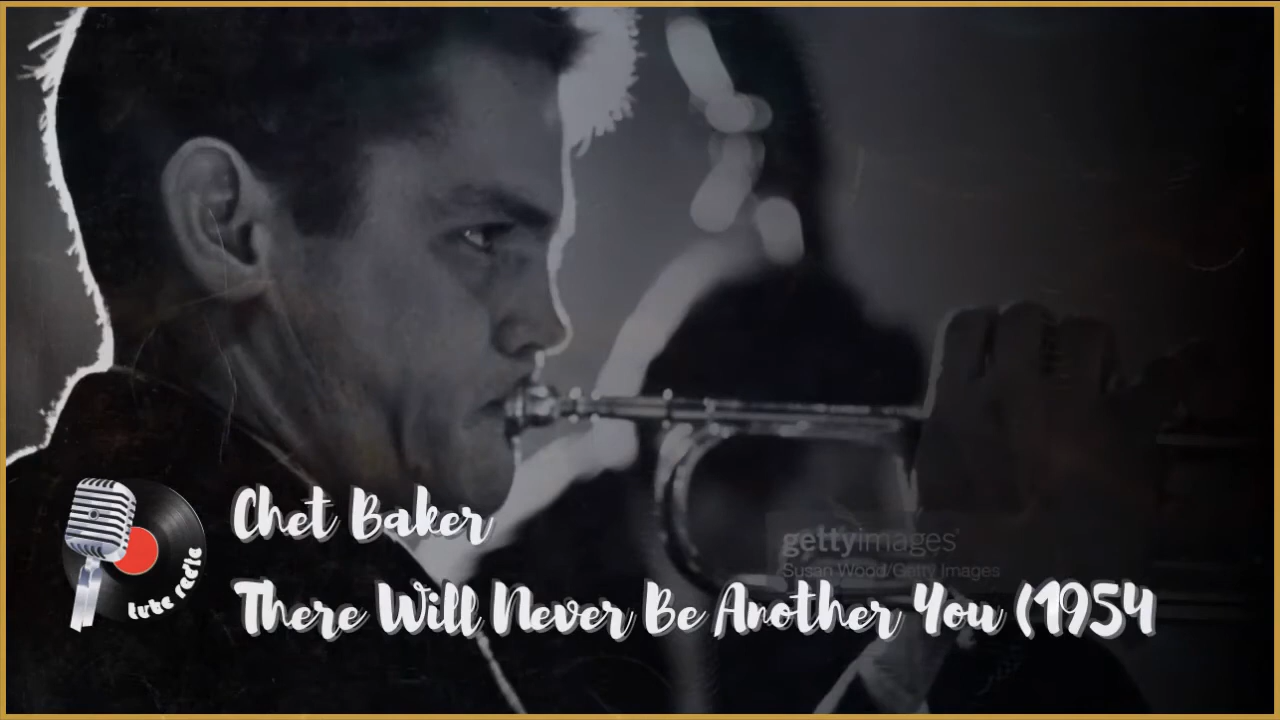 Chet Baker
gettyimages®
Susan Wood/Getty Images
tube radio
There Will Never Be Another You (1954